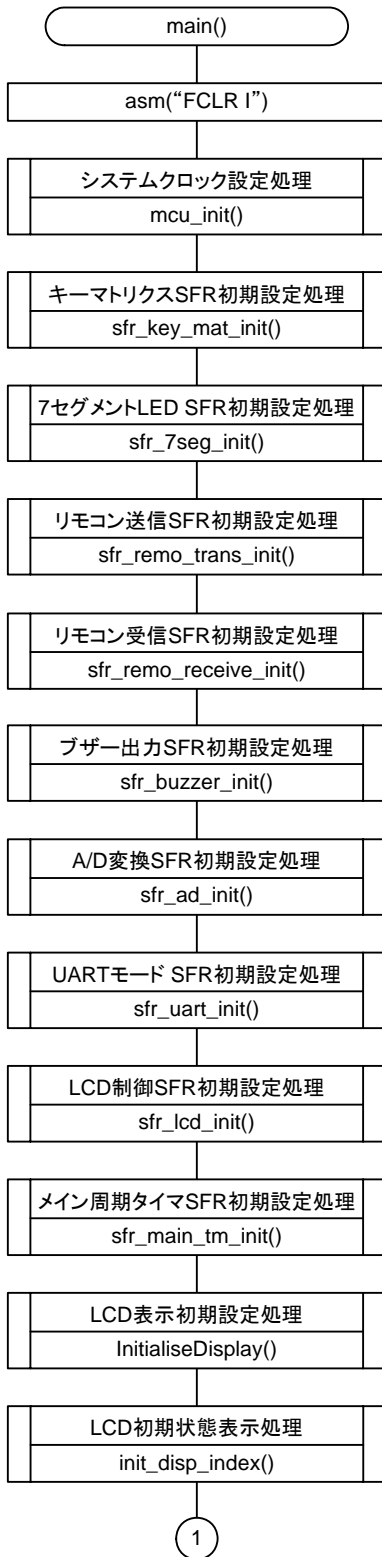 main()
asm(“FCLR I”)
システムクロック設定処理
mcu_init()
キーマトリクスSFR初期設定処理
sfr_key_mat_init()
7セグメントLED SFR初期設定処理
sfr_7seg_init()
リモコン送信SFR初期設定処理
sfr_remo_trans_init()
リモコン受信SFR初期設定処理
sfr_remo_receive_init()
ブザー出力SFR初期設定処理
sfr_buzzer_init()
A/D変換SFR初期設定処理
sfr_ad_init()
UARTモード SFR初期設定処理
sfr_uart_init()
LCD制御SFR初期設定処理
sfr_lcd_init()
メイン周期タイマSFR初期設定処理
sfr_main_tm_init()
LCD表示初期設定処理
InitialiseDisplay()
LCD初期状態表示処理
init_disp_index()
1